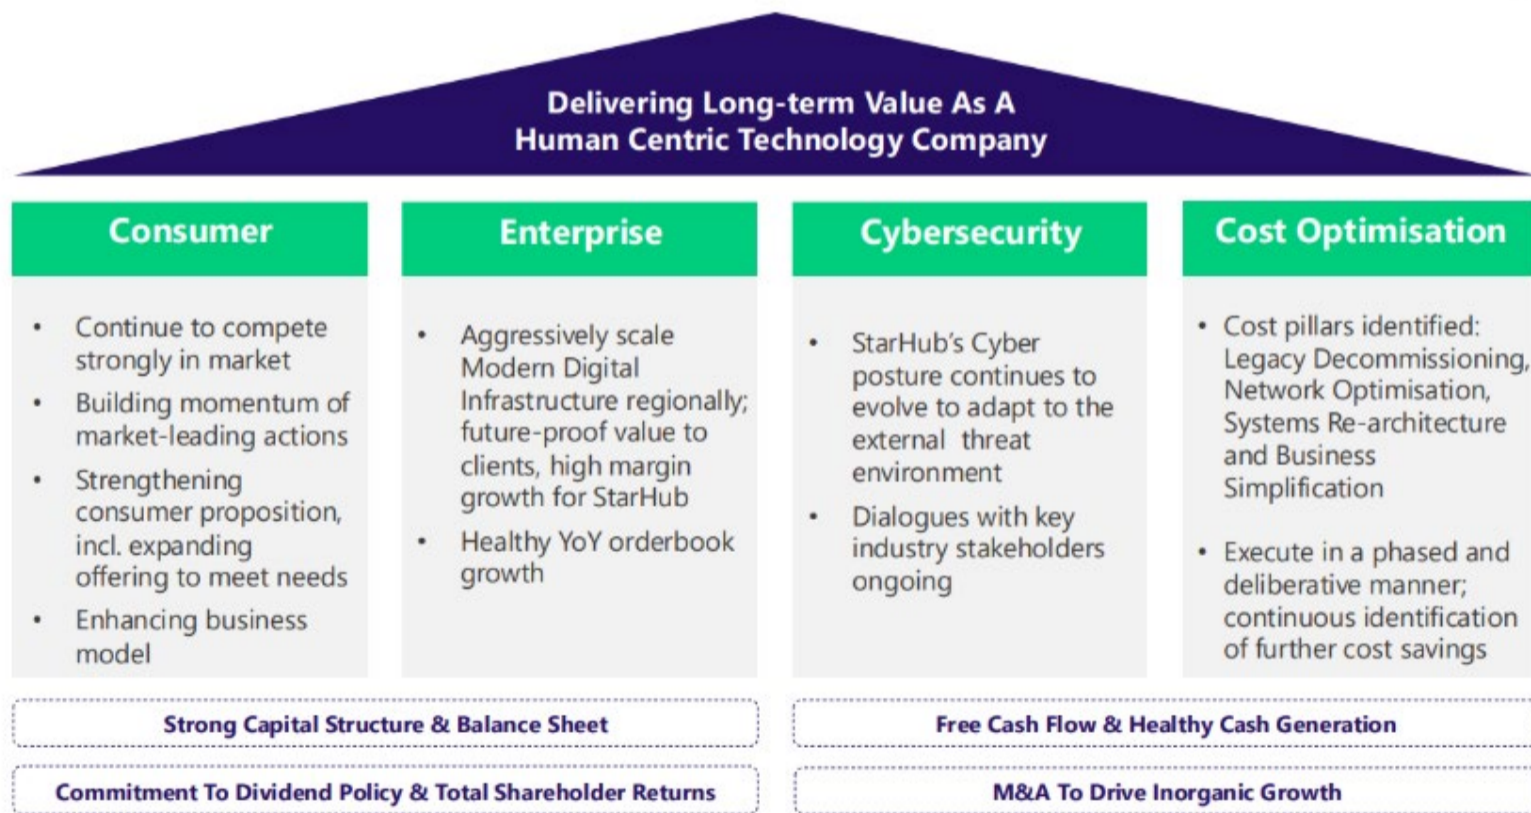 Delivering Long-term Value As A
Human Centric Technology Company
Consumer
• Continue to compete
strongly in market
• Building momentum of
market-leading actions
• Strengthening
consumer proposition,
incl. expanding
offering to meet needs
• Enhancing business
model
Enterprise
• Aggressively scale
Modern Digital
Infrastructure regionally;
future-proof value to
clients, high margin
growth for StarHub
• Healthy YoY orderbook
growth
Cybersecurity
• StarHub's Cyber
posture continues to
evolve to adapt to the
external threat
environment
• Dialogues with key
industry stakeholders
ongoing
Cost Optimisation
• Cost pillars identified:
Legacy Decommissioning,
Network Optimisation,
Systems Re-architecture
and Business
Simplification
• Execute in a phased and
deliberative manner;
continuous identification
of further cost savings
Strong Capital Structure & Balance Sheet
Free Cash Flow & Healthy Cash Generation
Commitment To Dividend Policy & Total Shareholder Returns
M&A To Drive Inorganic Growth